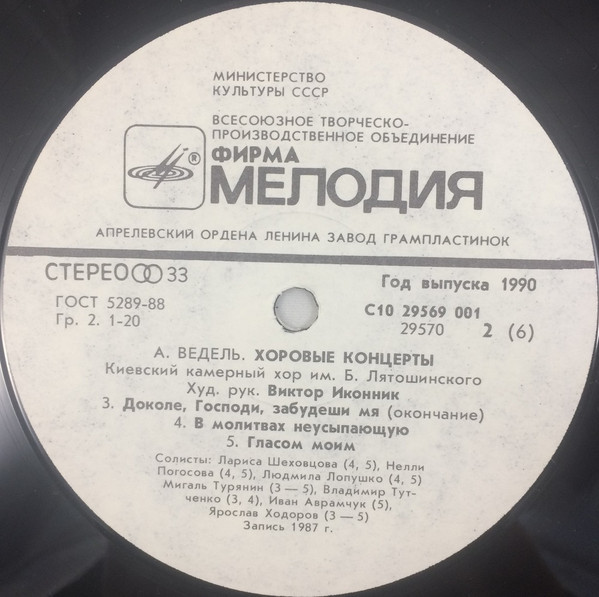 МИНИСТЕРСТВО
КУЛЬТУРЫ СССР
ВСЕСОЮЗНОЕ ТВОРЧЕСКО-
ПРОИЗВОДСТВЕННОЕ ОБЪЕДИНЕНИЕ
®
ФИРМА
МЕЛОДИЯ
АПРЕЛЕВСКИЙ ОРДЕНА ЛЕНИНА ЗАВОД ГРАМПЛАСТИНОК
СТЕРЕО 33
Год выпуска 1990
ГОСТ 5289-88
С10 29569 001
Гр. 2. 1-20
29570 2 (6)
А. ВЕДЕЛЬ. ХОРОВЫЕ КОНЦЕРТЫ
Киевский камерный хор им. Б. Лятошинского
Худ. рук. Виктор Иконник
3. Доколе, Господи, забудеши мя (окончание)
4. В молитвах неусыпающую
5. Гласом моим
Солисты: Лариса Шеховцова (4, 5), Нелли
Погосова (4, 5), Людмила Лопушко (4, 5)
Мигаль Турянин (3 — 5), Владимир Тут-
ченко (3, 4), Иван Аврамчук (5),
Ярослав Ходоров (3 — 5)
Запись 1987 г.